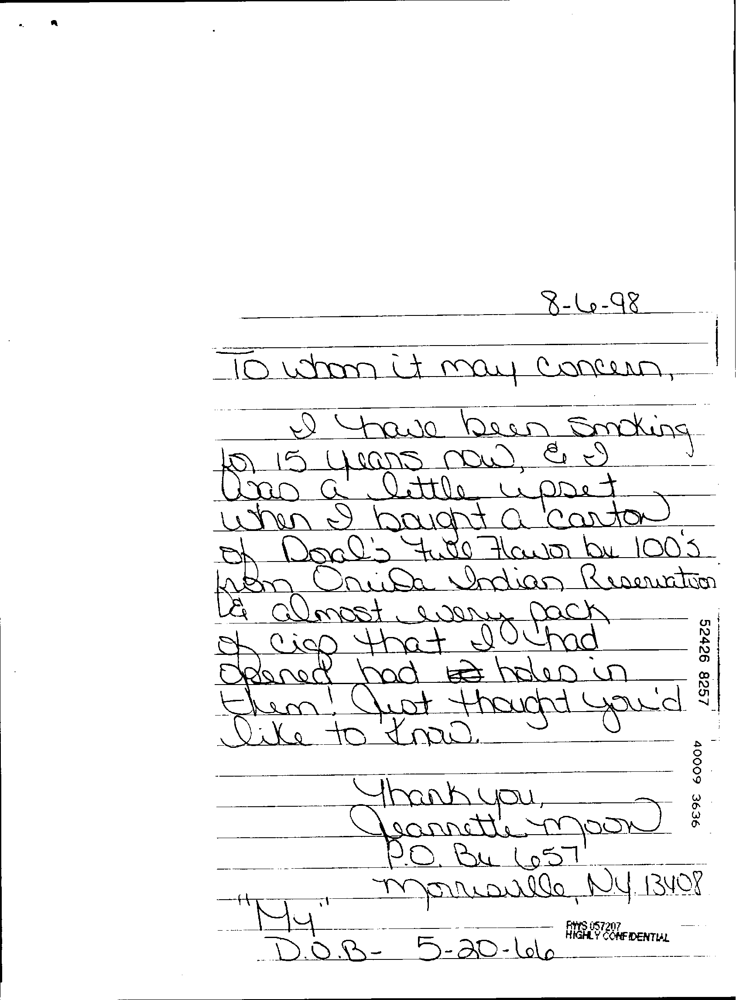 8-6-98
To whom it may concern,
I have been smoking
for 15 years now, & I
was a little upset
when I bought a carton
of Doral's Full Flavor bx 100's
from Oneida Indian Reservation
& almost every pack
of cigs that I had
opened had holes in
them! Just thought you'd
like to know.
Thank you,
Jeannette Moon
P.O. Bx 657
Morrisville, NY 13408
"My"
D.O.B- 5-20-66
52426 8257
40009 3636
RWS 057207
HIGHLY CONFIDENTIAL